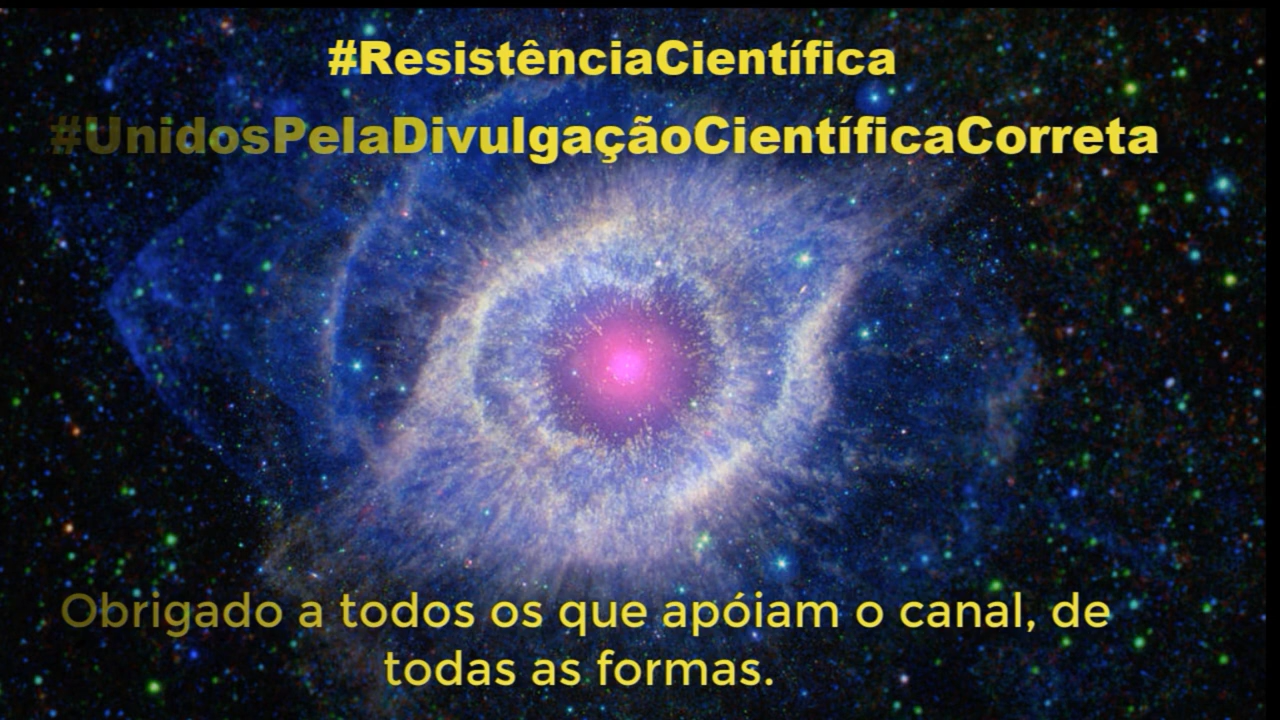 #ResistênciaCientífica
#UnidosPelaDivulgaçãoCientíficaCorreta
Obrigado a todos os que apóiam o canal, de
todas as formas.